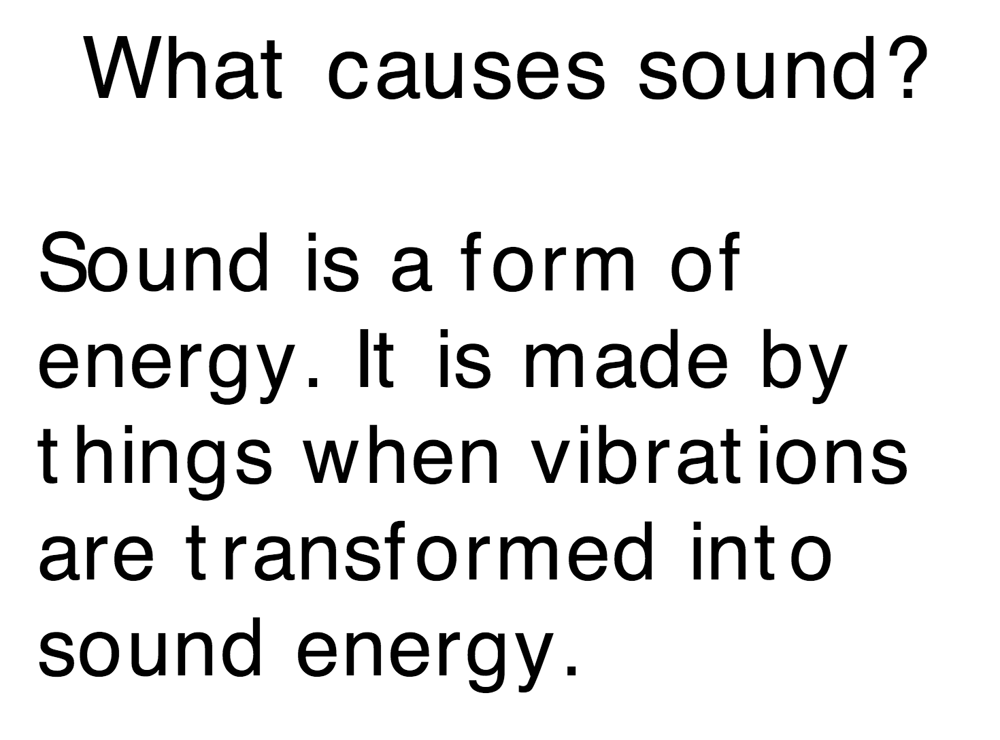 What causes sound?
Sound is a form of
energy. It is made by
things when vibrations
are transformed into
sound energy.